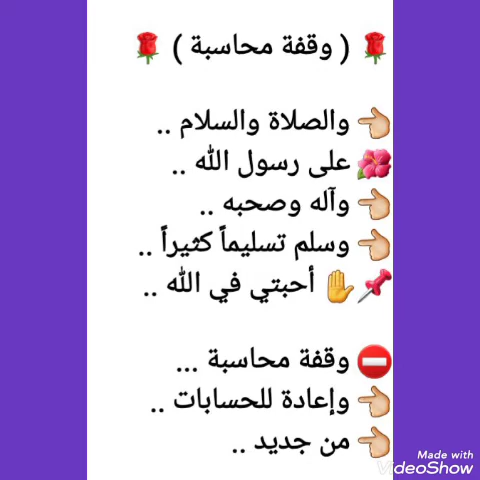 🌹 ( وقفة محاسبة ) 🌹
👈 والصلاة والسلام ..
🌺 على رسول الله ..
👈 وآله وصحبه ..
👈 وسلم تسليماً كثيراً ..
📌✋ أحبتي في الله ..
⛔ وقفة محاسبة ...
👈 وإعادة للحسابات ..
👈 من جديد ..
Made with
VideoShow